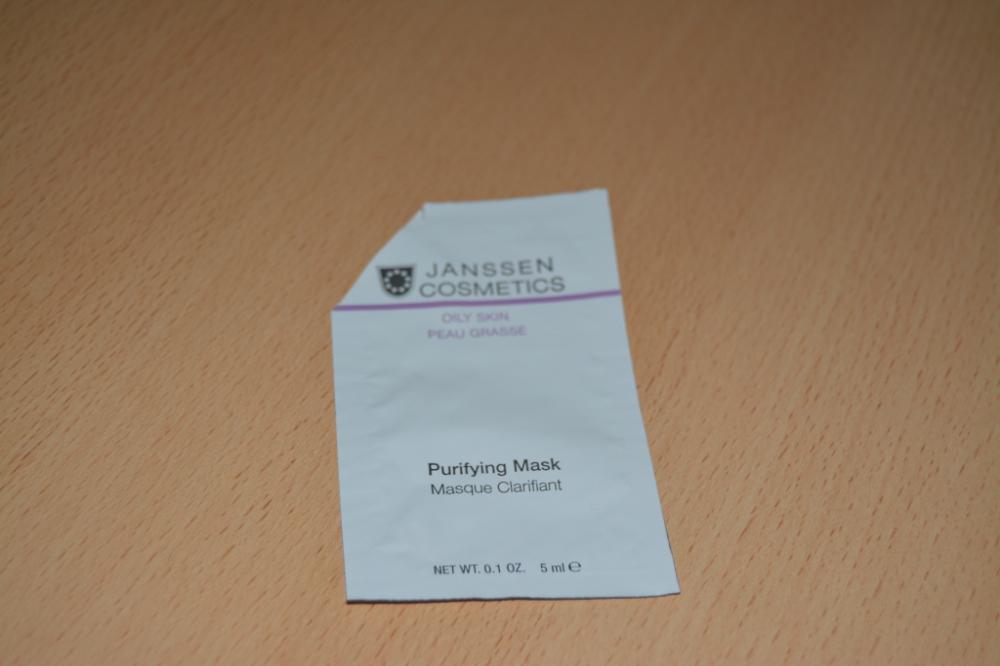 JANSSEN
COSMETICS
OILY SKIN
PEAU GRASSE
Purifying Mask
Masque Clarifiant
NET WT. 0.1 OZ. 5 ml ℮